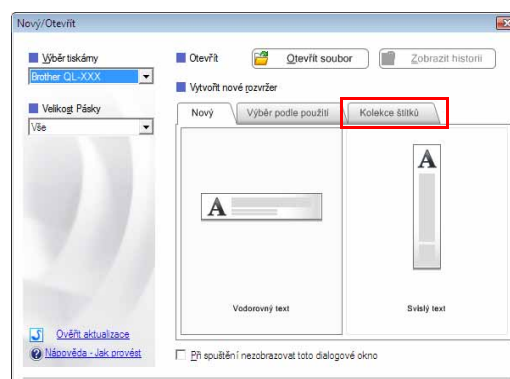 Nový/Otevřít
Výběr tiskárny
Brother QL-XXX
Velikost Pásky
Vše
Ověřit aktualizace
Nápověda - Jak provést
Otevřít
Otevřít soubor
Zobrazit historii
Vytvořit nové rozvržer
Nový
Výběr podle použití
Kolekce štítků
A
A
Vodorovný text
Svislý text
Při spuštění nezobrazovat toto dialogové okno